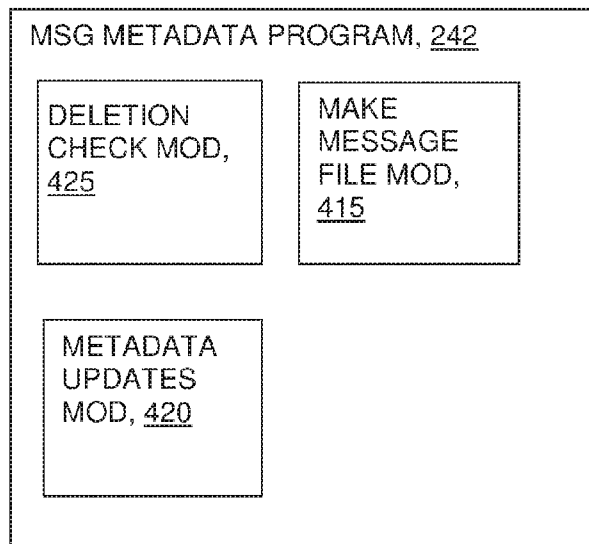 MSG METADATA PROGRAM, 242
DELETION
CHECK MOD,
425
MAKE
MESSAGE
FILE MOD,
415
METADATA
UPDATES
MOD, 420